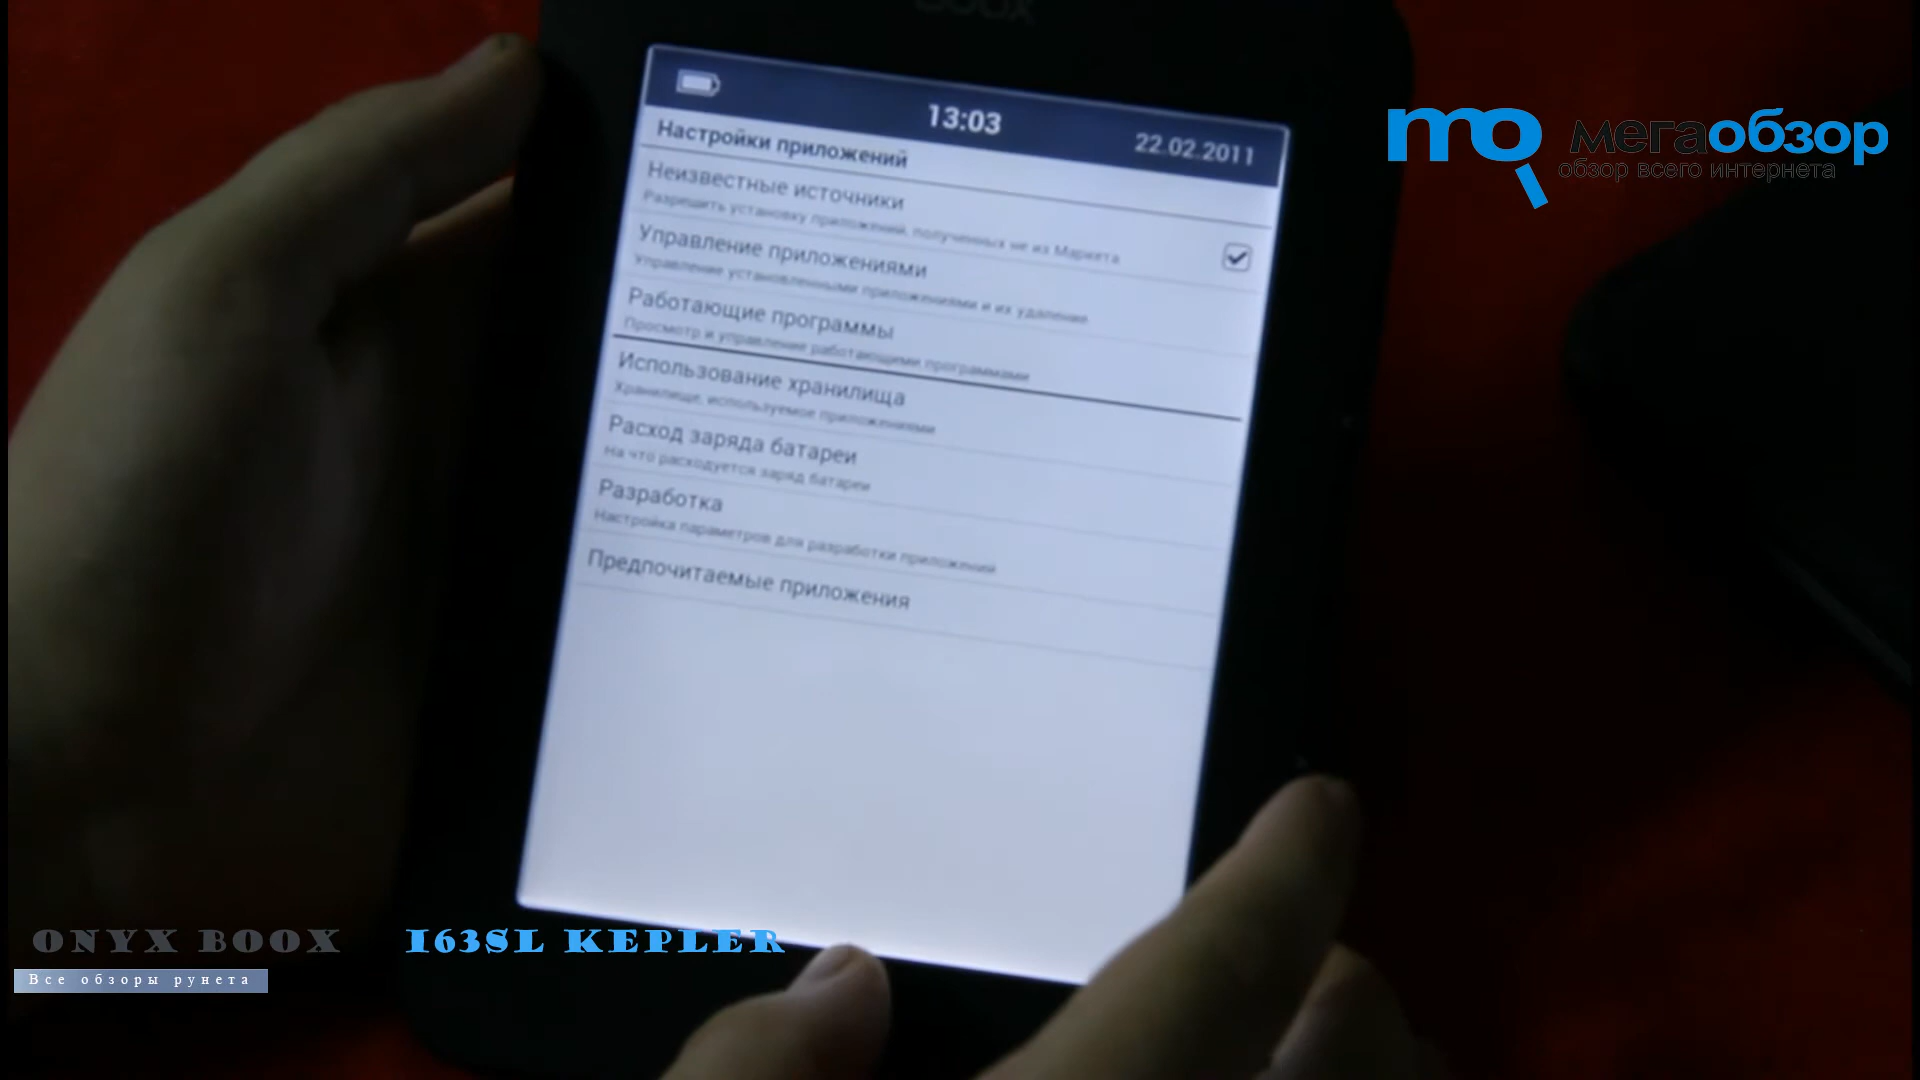 BOOX
13:03
22.02.2011
Настройки приложений
Неизвестные источники
Разрешить установку приложений, полученных не из Маркета
Управление приложениями
Управление установленными приложениями и их удаление
Работающие программы
Просмотр и управление работающими программами
Использование хранилища
Хранилище, используемое приложениями
Расход заряда батареи
На что расходуется заряд батареи
Разработка
Настройка параметров для разработки приложений
Предпочитаемые приложения
мегаобзор
обзор всего интернета
ONYX BOOX I63SL KEPLER
Все обзоры рунета